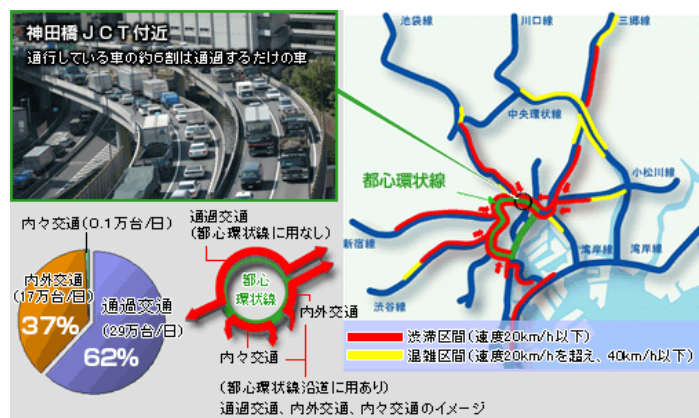 神田橋JCT付近
通行している車の約6割は通過するだけの車
池袋線
川口線
三郷線
中央環状線
小松川線
都心環状線
新宿線
渋谷線
湾岸線
湾岸線
渋滞区間(速度20km/h以下)
混雑区間(速度20km/hを超え、40km/h以下)
内々交通(0.1万台/日)
内外交通
(17万台/日)
37%
通過交通
(29万台/日)
62%
通過交通
(都心環状線に用なし)
都心
環状線
内外交通
内々交通
(都心環状線沿道に用あり)
通過交通、内外交通、内々交通のイメージ